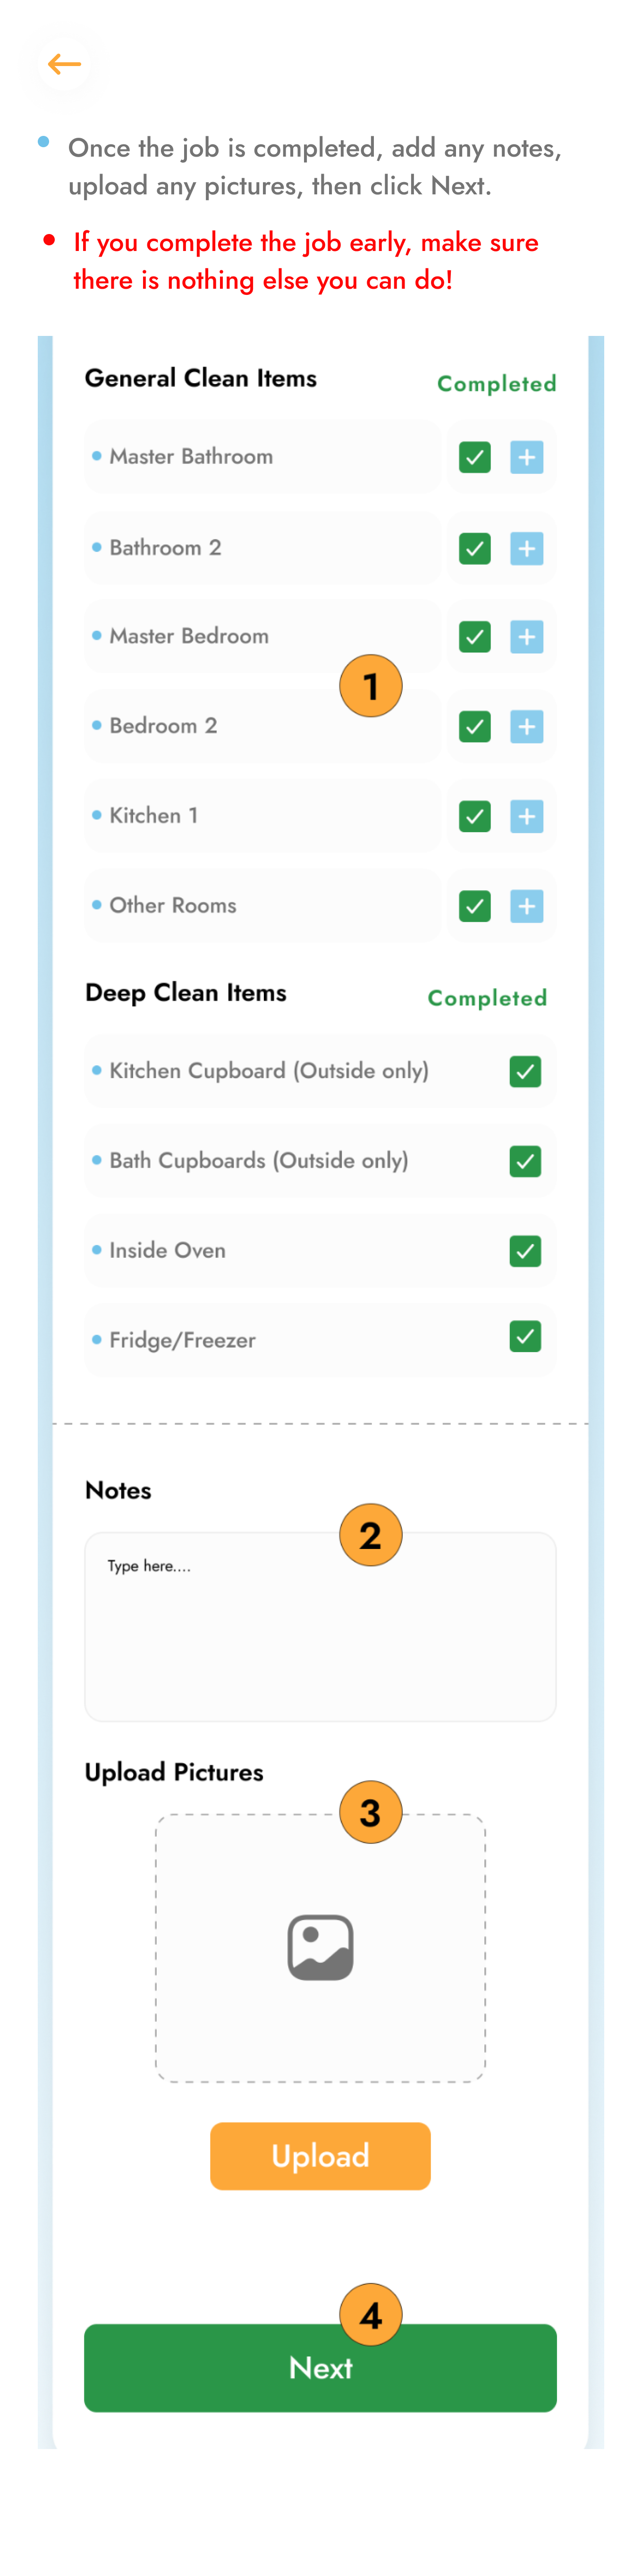 Once the job is completed, add any notes,
upload any pictures, then click Next.
If you complete the job early, make sure
there is nothing else you can do!
General Clean Items
Completed
Master Bathroom
Bathroom 2
Master Bedroom
1
Bedroom 2
Kitchen 1
Other Rooms
Deep Clean Items
Completed
Kitchen Cupboard (Outside only)
Bath Cupboards (Outside only)
Inside Oven
Fridge/Freezer
Notes
2
Type here....
Upload Pictures
3
Upload
4
Next